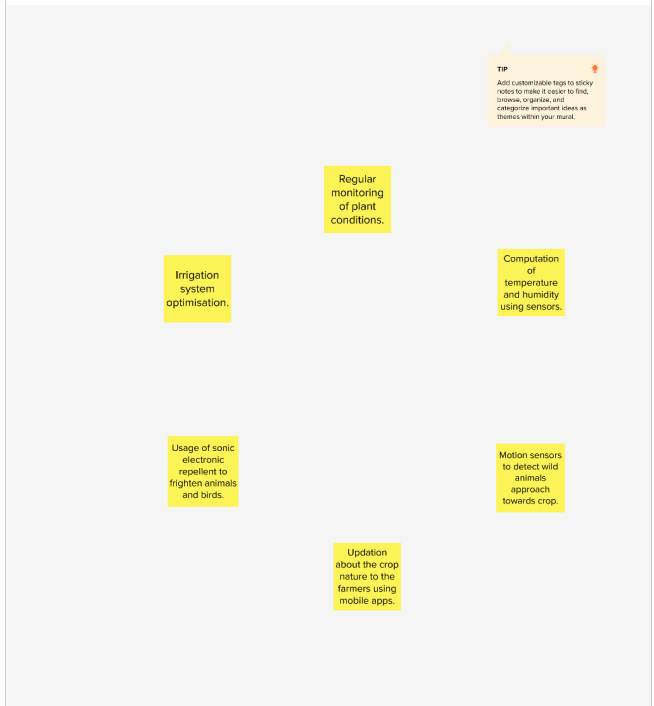 TIP
Add customizable tags to sticky
notes to make it easier to find,
browse, organize, and
categorize important ideas as
themes within your mural.
Regular
monitoring
of plant
conditions.
Irrigation
system
optimisation.
Computation
of
temperature
and humidity
using sensors.
Usage of sonic
electronic
repellent to
frighten animals
and birds.
Motion sensors
to detect wild
animals
approach
towards crop.
Updation
about the crop
nature to the
farmers using
mobile apps.